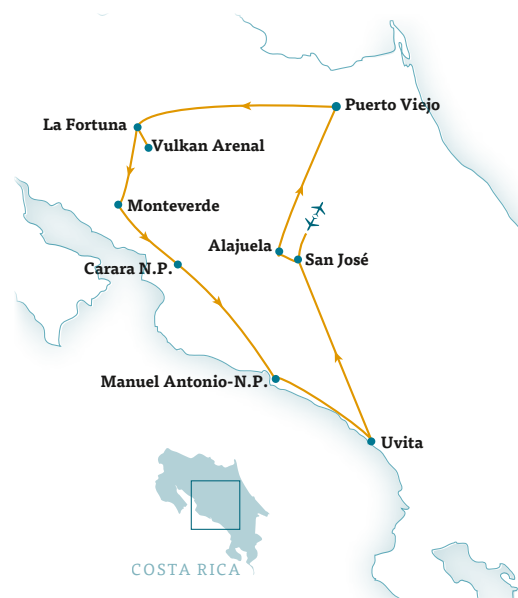 Puerto Viejo
La Fortuna
Vulkan Arenal
Monteverde
Alajuela
San José
Carara N.P.
Manuel Antonio-N.P.
Uvita
COSTA RICA